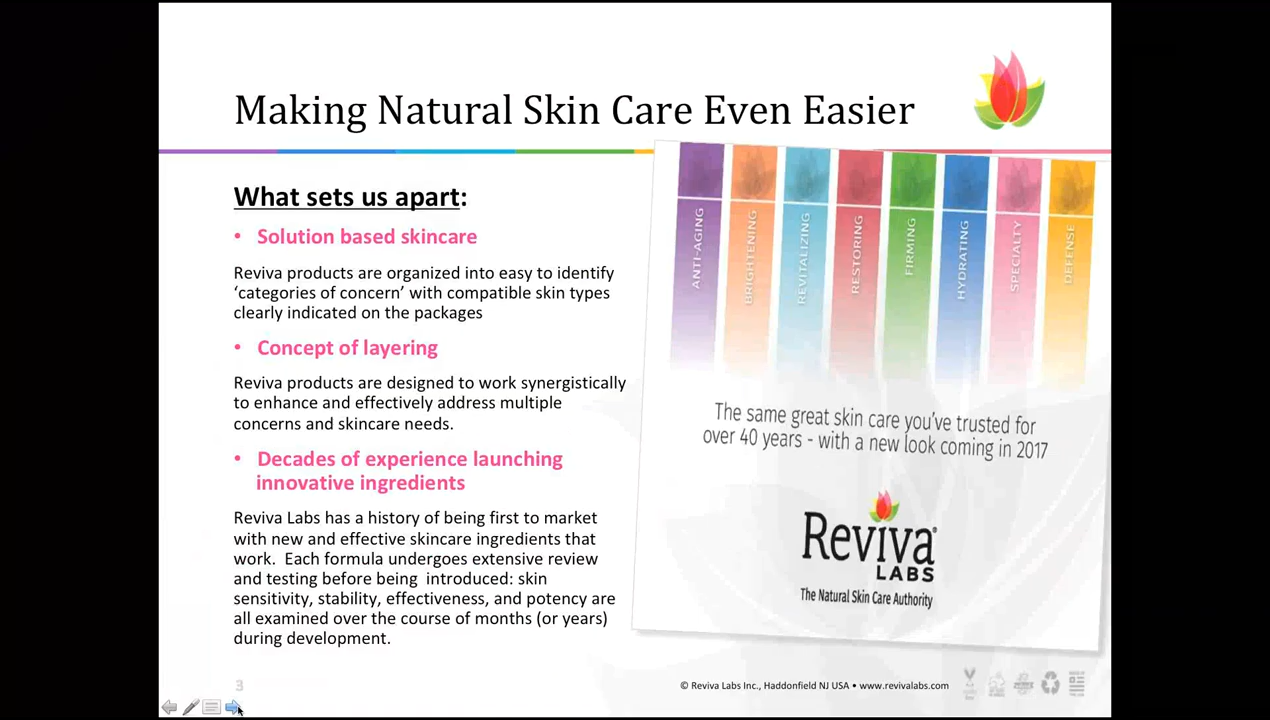 Making Natural Skin Care Even Easier
What sets us apart:
• Solution based skincare
Reviva products are organized into easy to identify
‘categories of concern’ with compatible skin types
clearly indicated on the packages
• Concept of layering
Reviva products are designed to work synergistically
to enhance and effectively address multiple
concerns and skincare needs.
• Decades of experience launching
innovative ingredients
Reviva Labs has a history of being first to market
with new and effective skincare ingredients that
work.  Each formula undergoes extensive review
and testing before being  introduced: skin
sensitivity, stability, effectiveness, and potency are
all examined over the course of months (or years)
during development.
ANTI-AGING
BRIGHTENING
REVITALIZING
RESTORING
FIRMING
HYDRATING
SPECIALTY
DEFENSE
The same great skin care you’ve trusted for
over 40 years - with a new look coming in 2017
Reviva®
LABS
The Natural Skin Care Authority
3
© Reviva Labs Inc., Haddonfield NJ USA • www.revivalabs.com